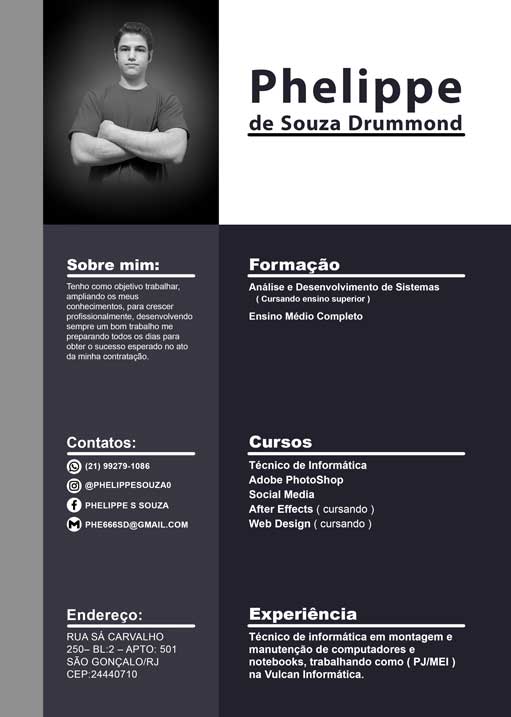 Phelippe
de Souza Drummond
Sobre mim:
Tenho como objetivo trabalhar,
ampliando os meus
conhecimentos, para crescer
profissionalmente, desenvolvendo
sempre um bom trabalho me
preparando todos os dias para
obter o sucesso esperado no ato
da minha contratação.
Contatos:
(21) 99279-1086
@PHELIPPESOUZA0
PHELIPPE S SOUZA
PHE666SD@GMAIL.COM
Endereço:
RUA SÁ CARVALHO
250– BL:2 – APTO: 501
SÃO GONÇALO/RJ
CEP:24440710
Formação
Análise e Desenvolvimento de Sistemas
( Cursando ensino superior )
Ensino Médio Completo
Cursos
Técnico de Informática
Adobe PhotoShop
Social Media
After Effects ( cursando )
Web Design ( cursando )
Experiência
Técnico de informática em montagem e
manutenção de computadores e
notebooks, trabalhando como ( PJ/MEI )
na Vulcan Informática.